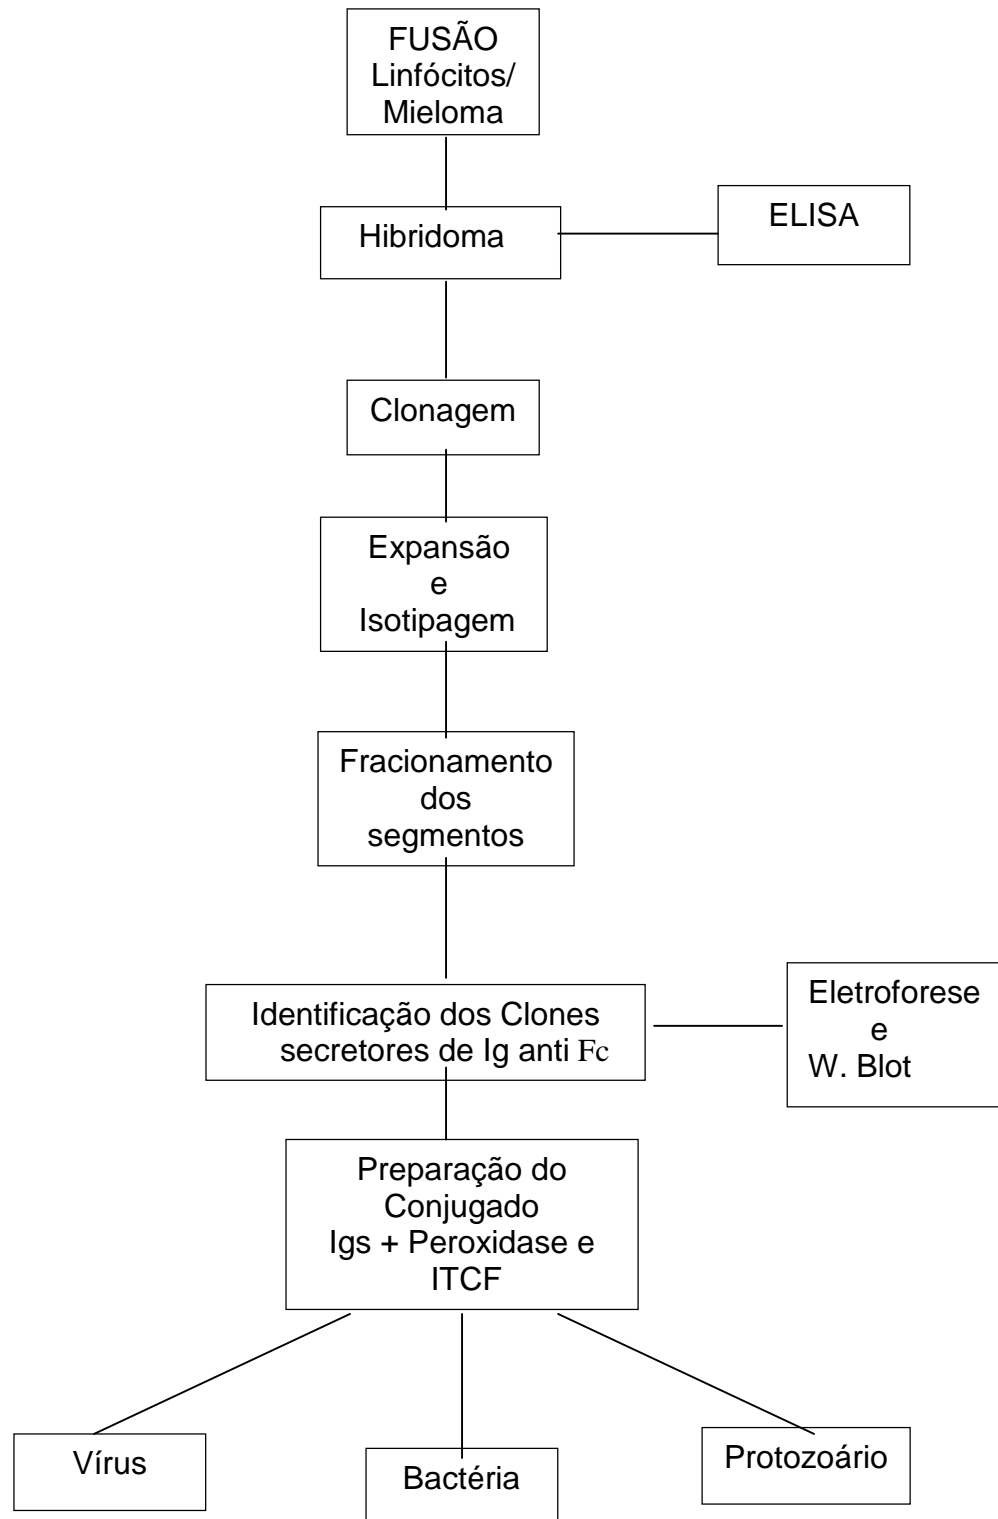 FUSÃO
Linfócitos/
Mieloma
Hibridoma
ELISA
Clonagem
Expansão
e
Isotipagem
Fracionamento
dos
segmentos
Identificação dos Clones
secretores de Ig anti Fc
Eletroforese
e
W. Blot
Preparação do
Conjugado
Igs + Peroxidase e
ITCF
Vírus
Bactéria
Protozoário